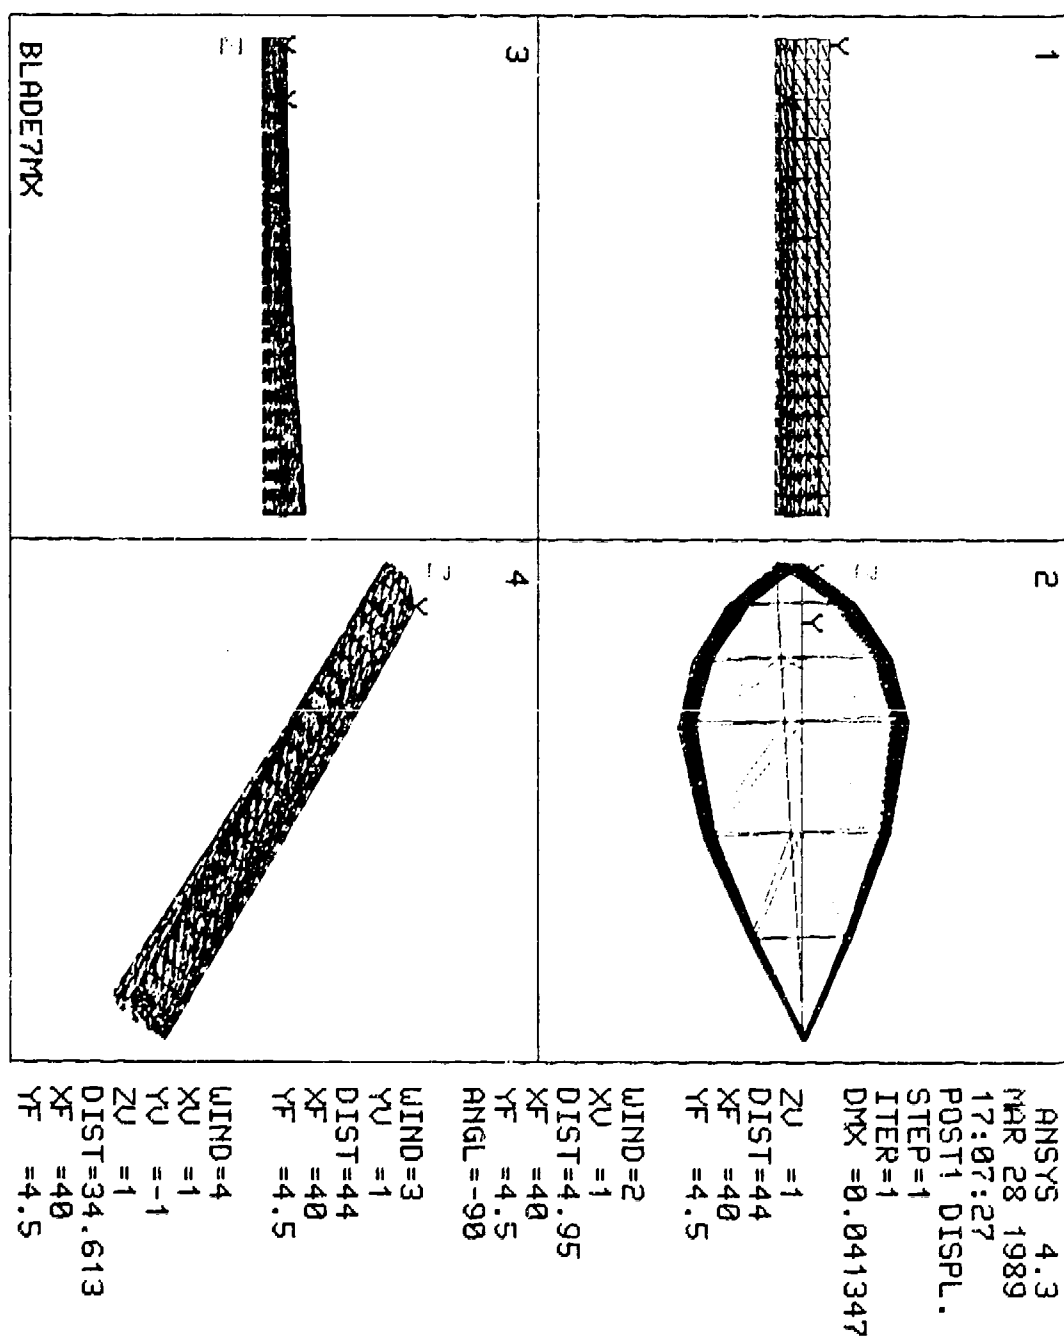 1
2
3
4
BLADE7MX
ANSYS 4.3
MAR 28 1989
17:07:27
POST1 DISPL.
STEP=1
ITER=1
DMX =0.041347
ZV =1
DIST=44
XF =40
YF =4.5
WIND=2
XV =1
DIST=4.95
XF =40
YF =4.5
ANGL=-90
WIND=3
YV =1
DIST=44
XF =40
YF =4.5
WIND=4
XV =1
YV =-1
ZV =1
DIST=34.613
XF =40
YF =4.5